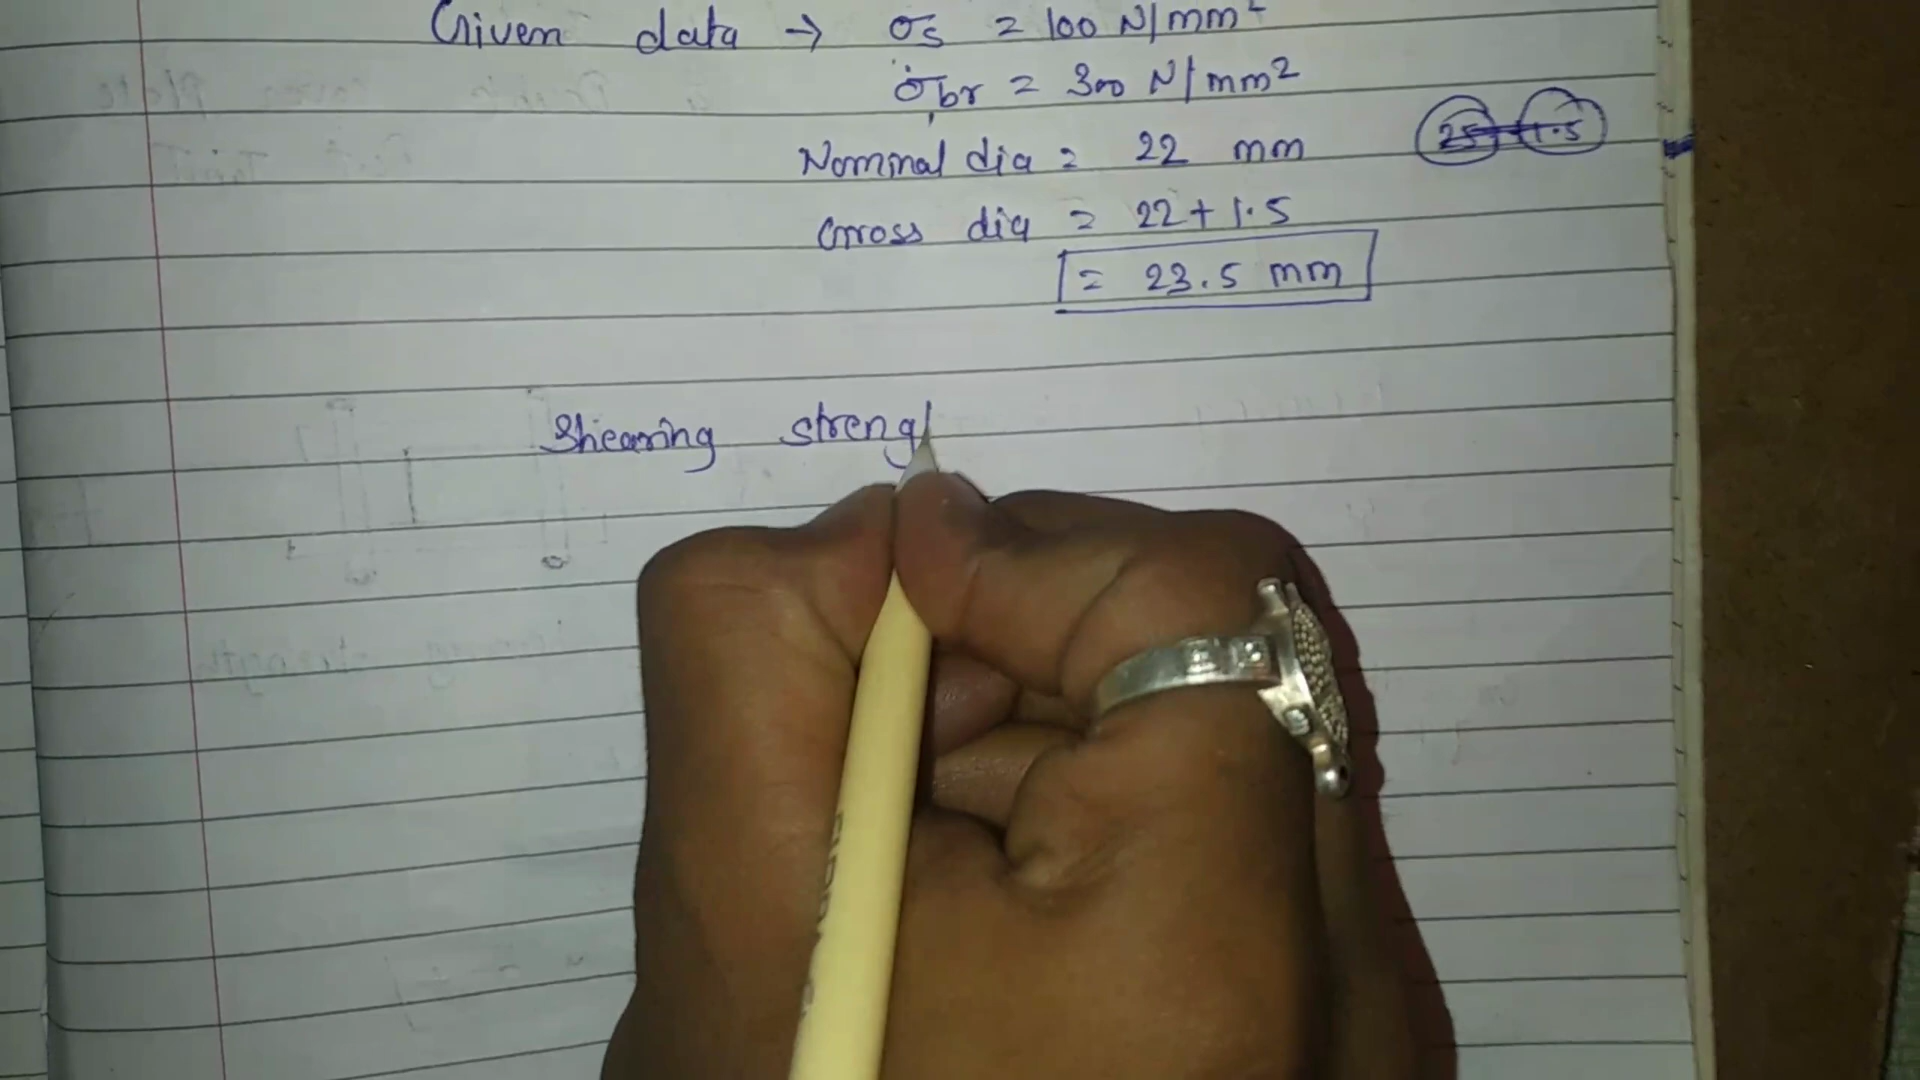 Given data → σs = 100 N/mm²
σbr = 300 N/mm²
Nominal dia = 22 mm
Gross dia = 22 + 1.5
= 23.5 mm
Shearing strengt